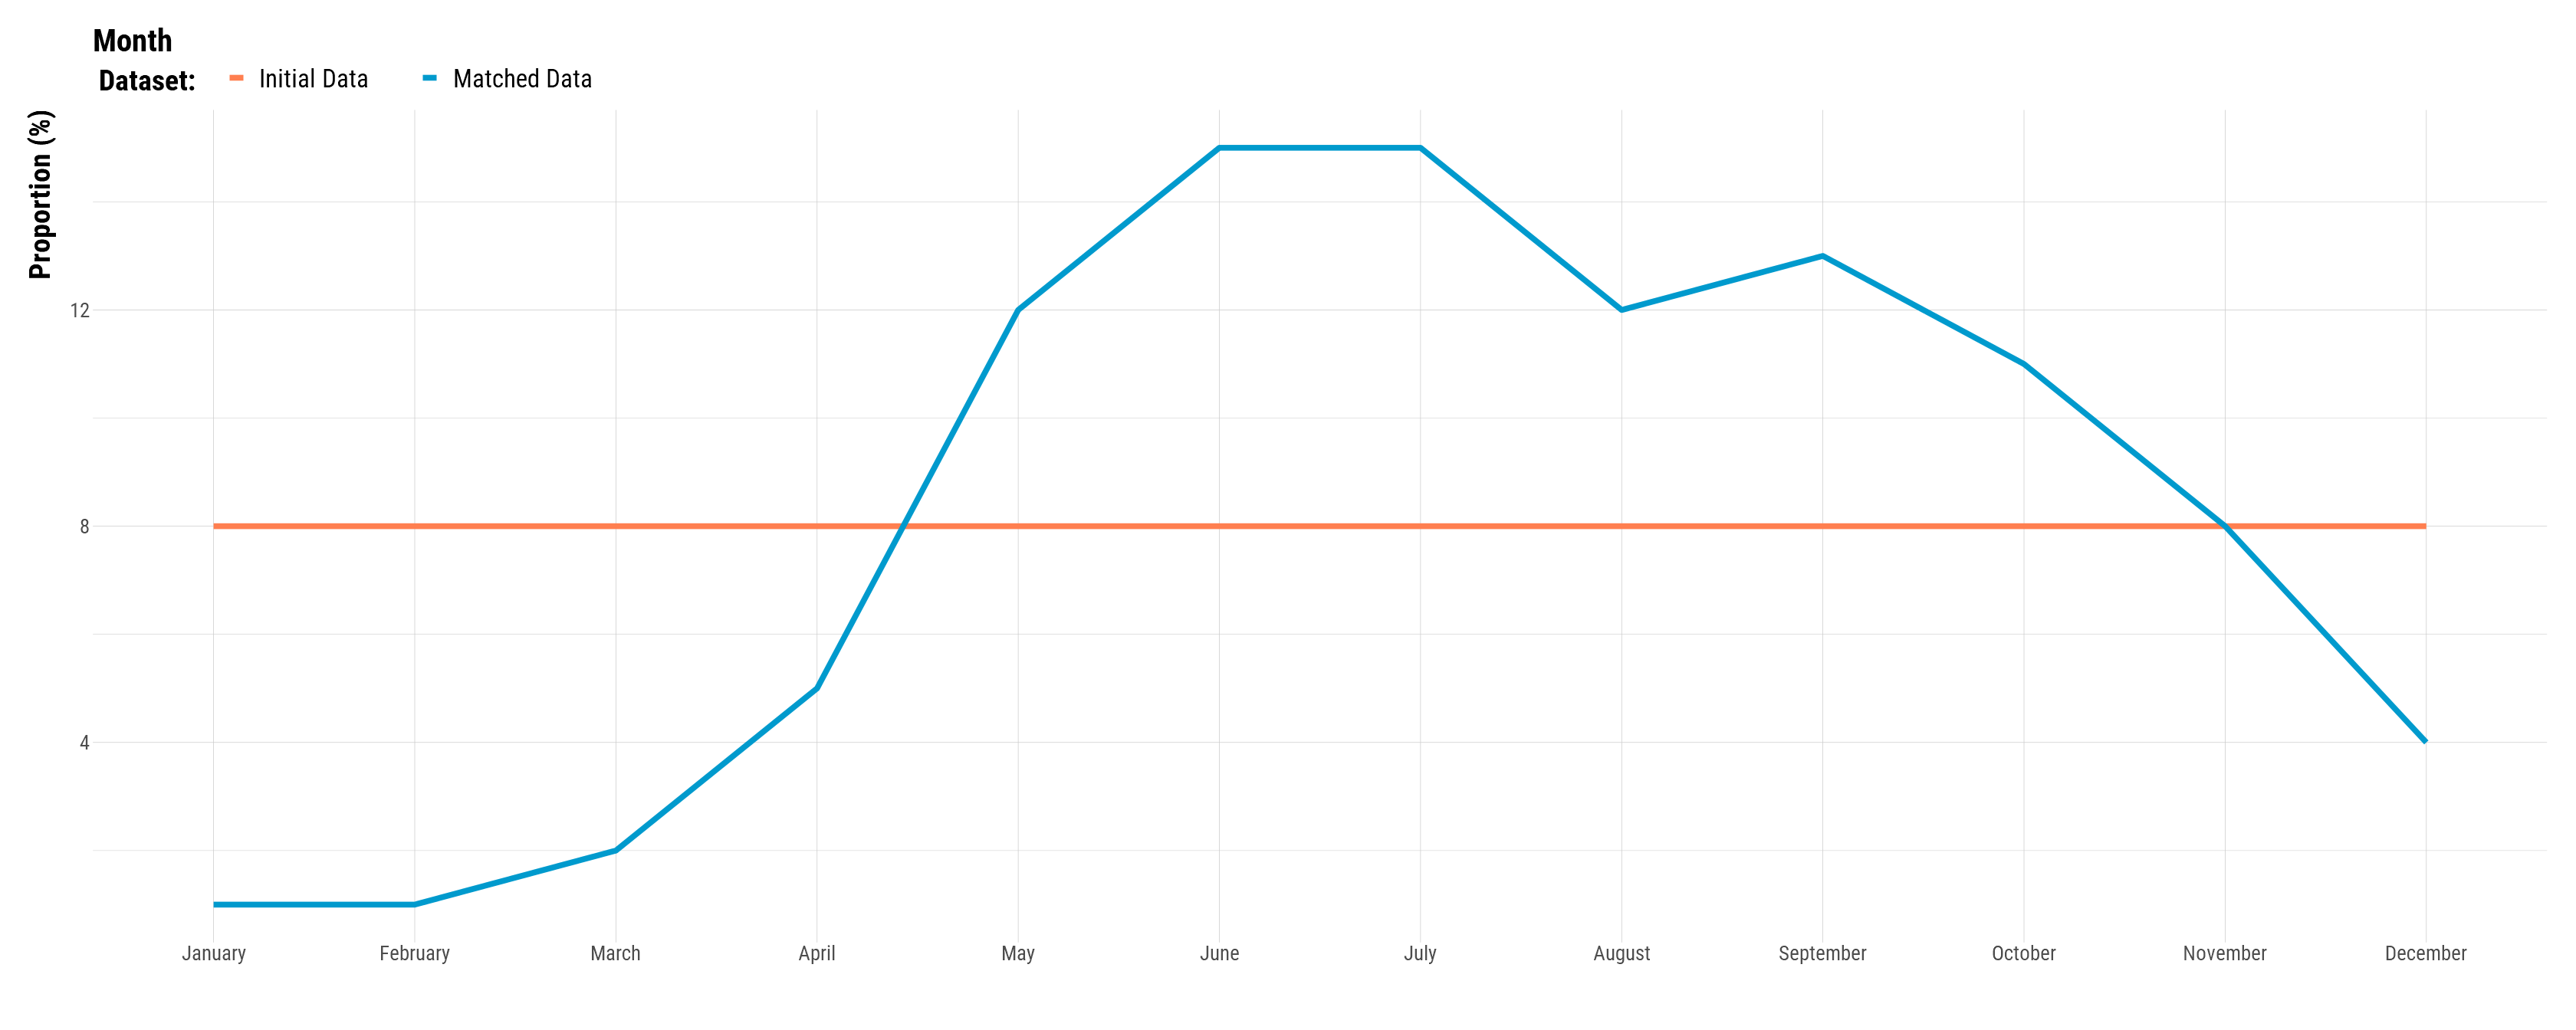 Month
Dataset: Initial Data Matched Data
Proportion (%)
12
8
4
January February March April May June July August September October November December